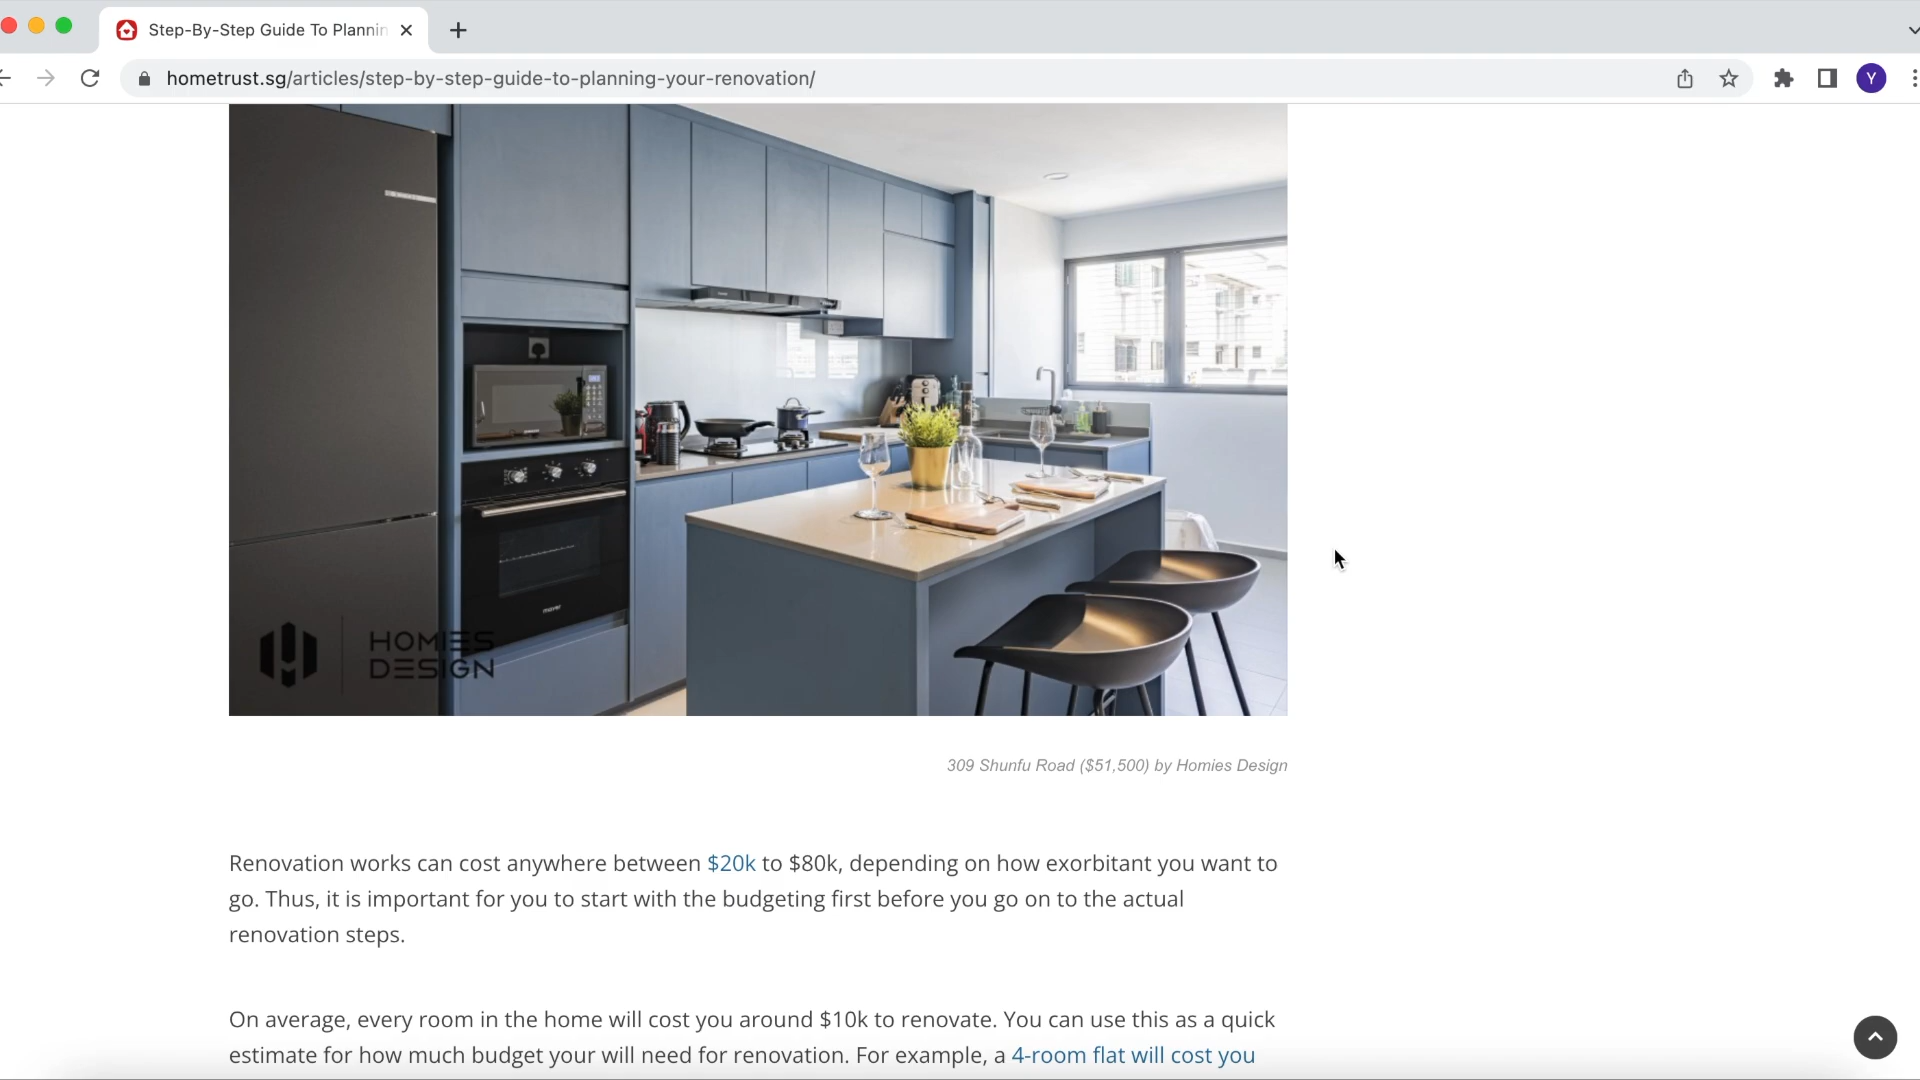 Step-By-Step Guide To Plannin
hometrust.sg/articles/step-by-step-guide-to-planning-your-renovation/
Y
mayer
HOMIES
DESIGN
309 Shunfu Road ($51,500) by Homies Design
Renovation works can cost anywhere between $20k to $80k, depending on how exorbitant you want to
go. Thus, it is important for you to start with the budgeting first before you go on to the actual
renovation steps.
On average, every room in the home will cost you around $10k to renovate. You can use this as a quick
estimate for how much budget your will need for renovation. For example, a 4-room flat will cost you